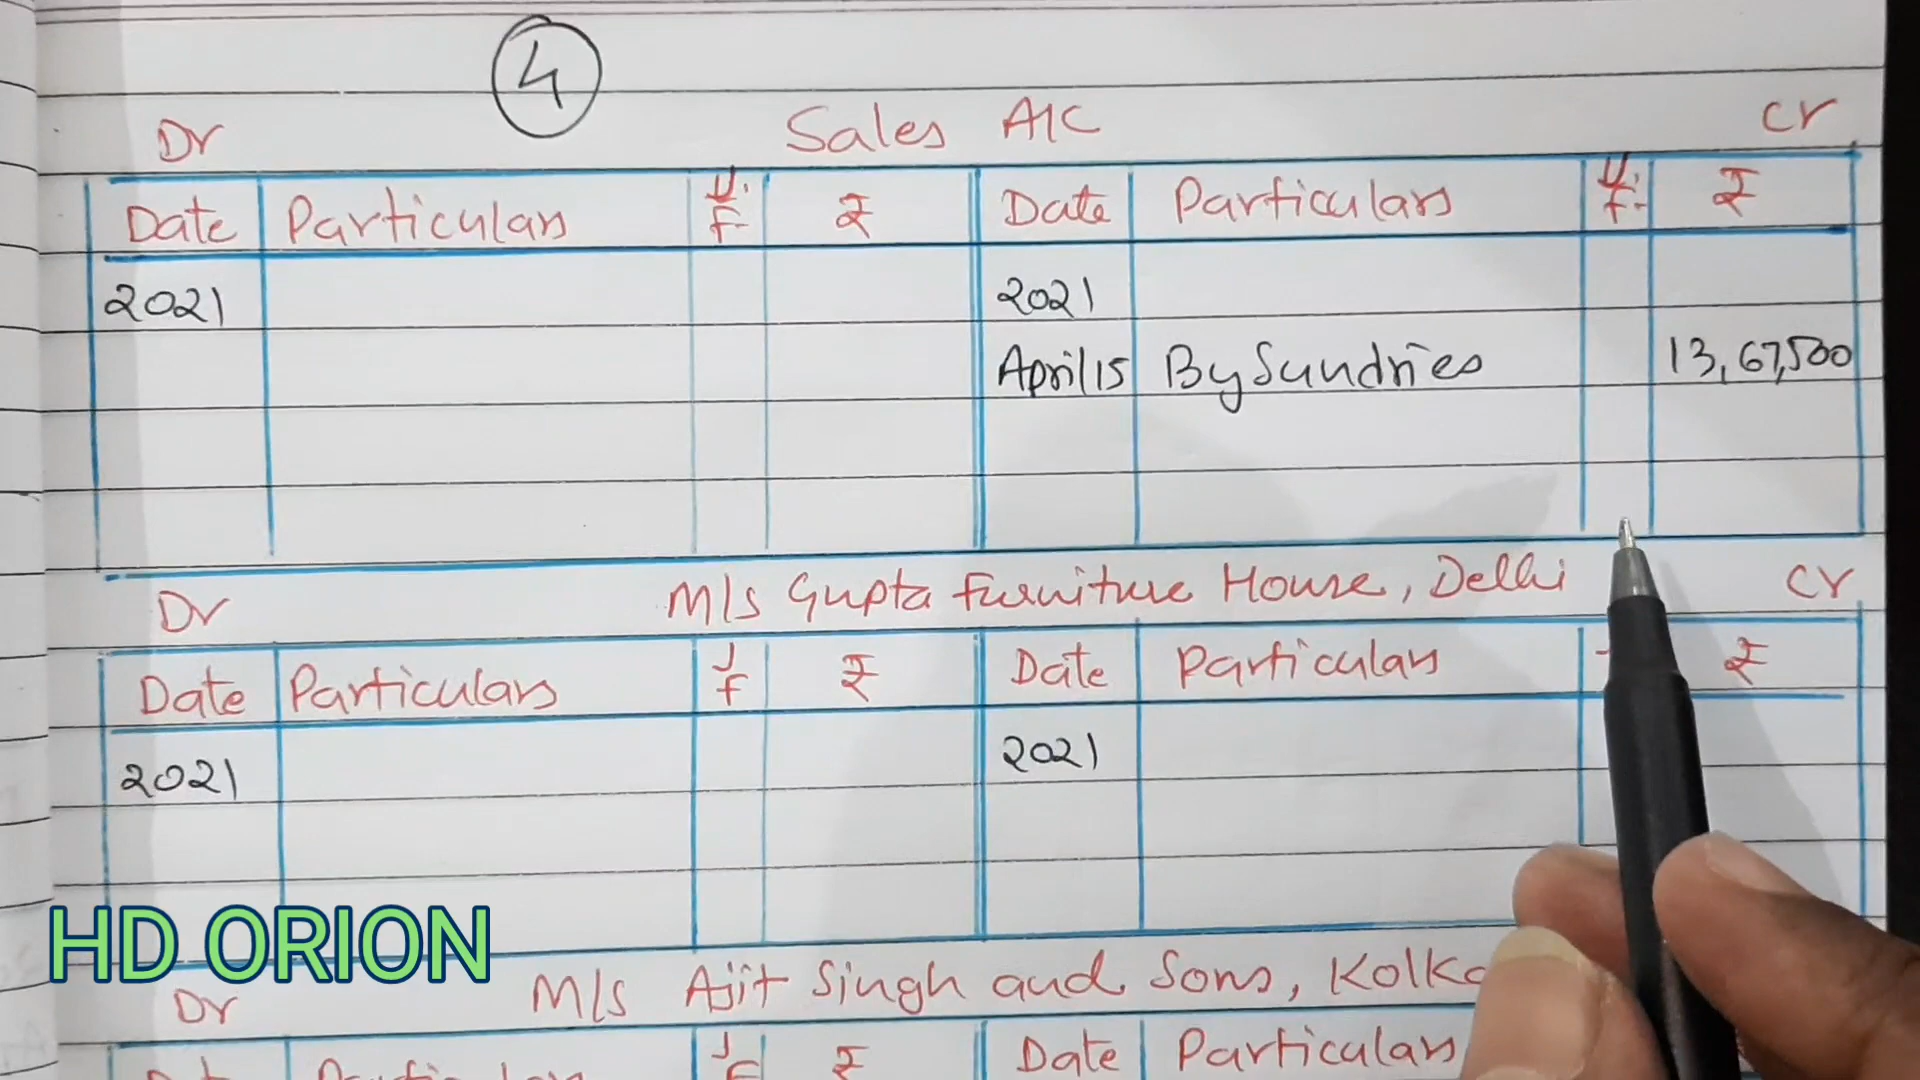 4
Dr Sales A/C Cr
Date Particulars J.F. ₹ Date Particulars J.F. ₹
2021 2021
April 15 By Sundries 13,67,500
Dr M/s Gupta Furniture House, Delhi Cr
Date Particulars J F ₹ Date Particulars ₹
2021 2021
HD ORION
Dr M/s Ajit Singh and Sons,
₹ Date Particulars